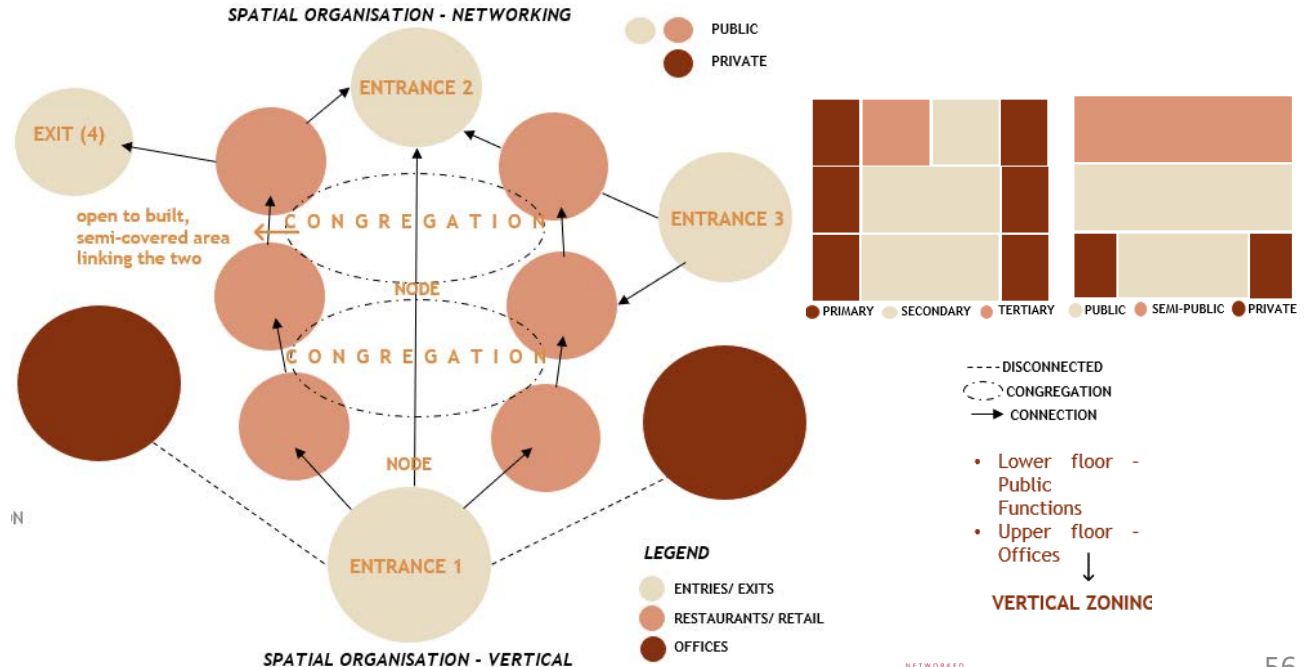 SPATIAL ORGANISATION - NETWORKING
PUBLIC
PRIVATE
ENTRANCE 2
EXIT (4)
ENTRANCE 3
open to built,
semi-covered area
linking the two
CONGREGATION
NODE
CONGREGATION
NODE
ENTRANCE 1
SPATIAL ORGANISATION - VERTICAL
LEGEND
ENTRIES/ EXITS
RESTAURANTS/ RETAIL
OFFICES
PRIMARY SECONDARY TERTIARY
PUBLIC SEMI-PUBLIC PRIVATE
DISCONNECTED
CONGREGATION
CONNECTION
• Lower floor -
Public
Functions
• Upper floor -
Offices
VERTICAL ZONING
NETWORKED
56